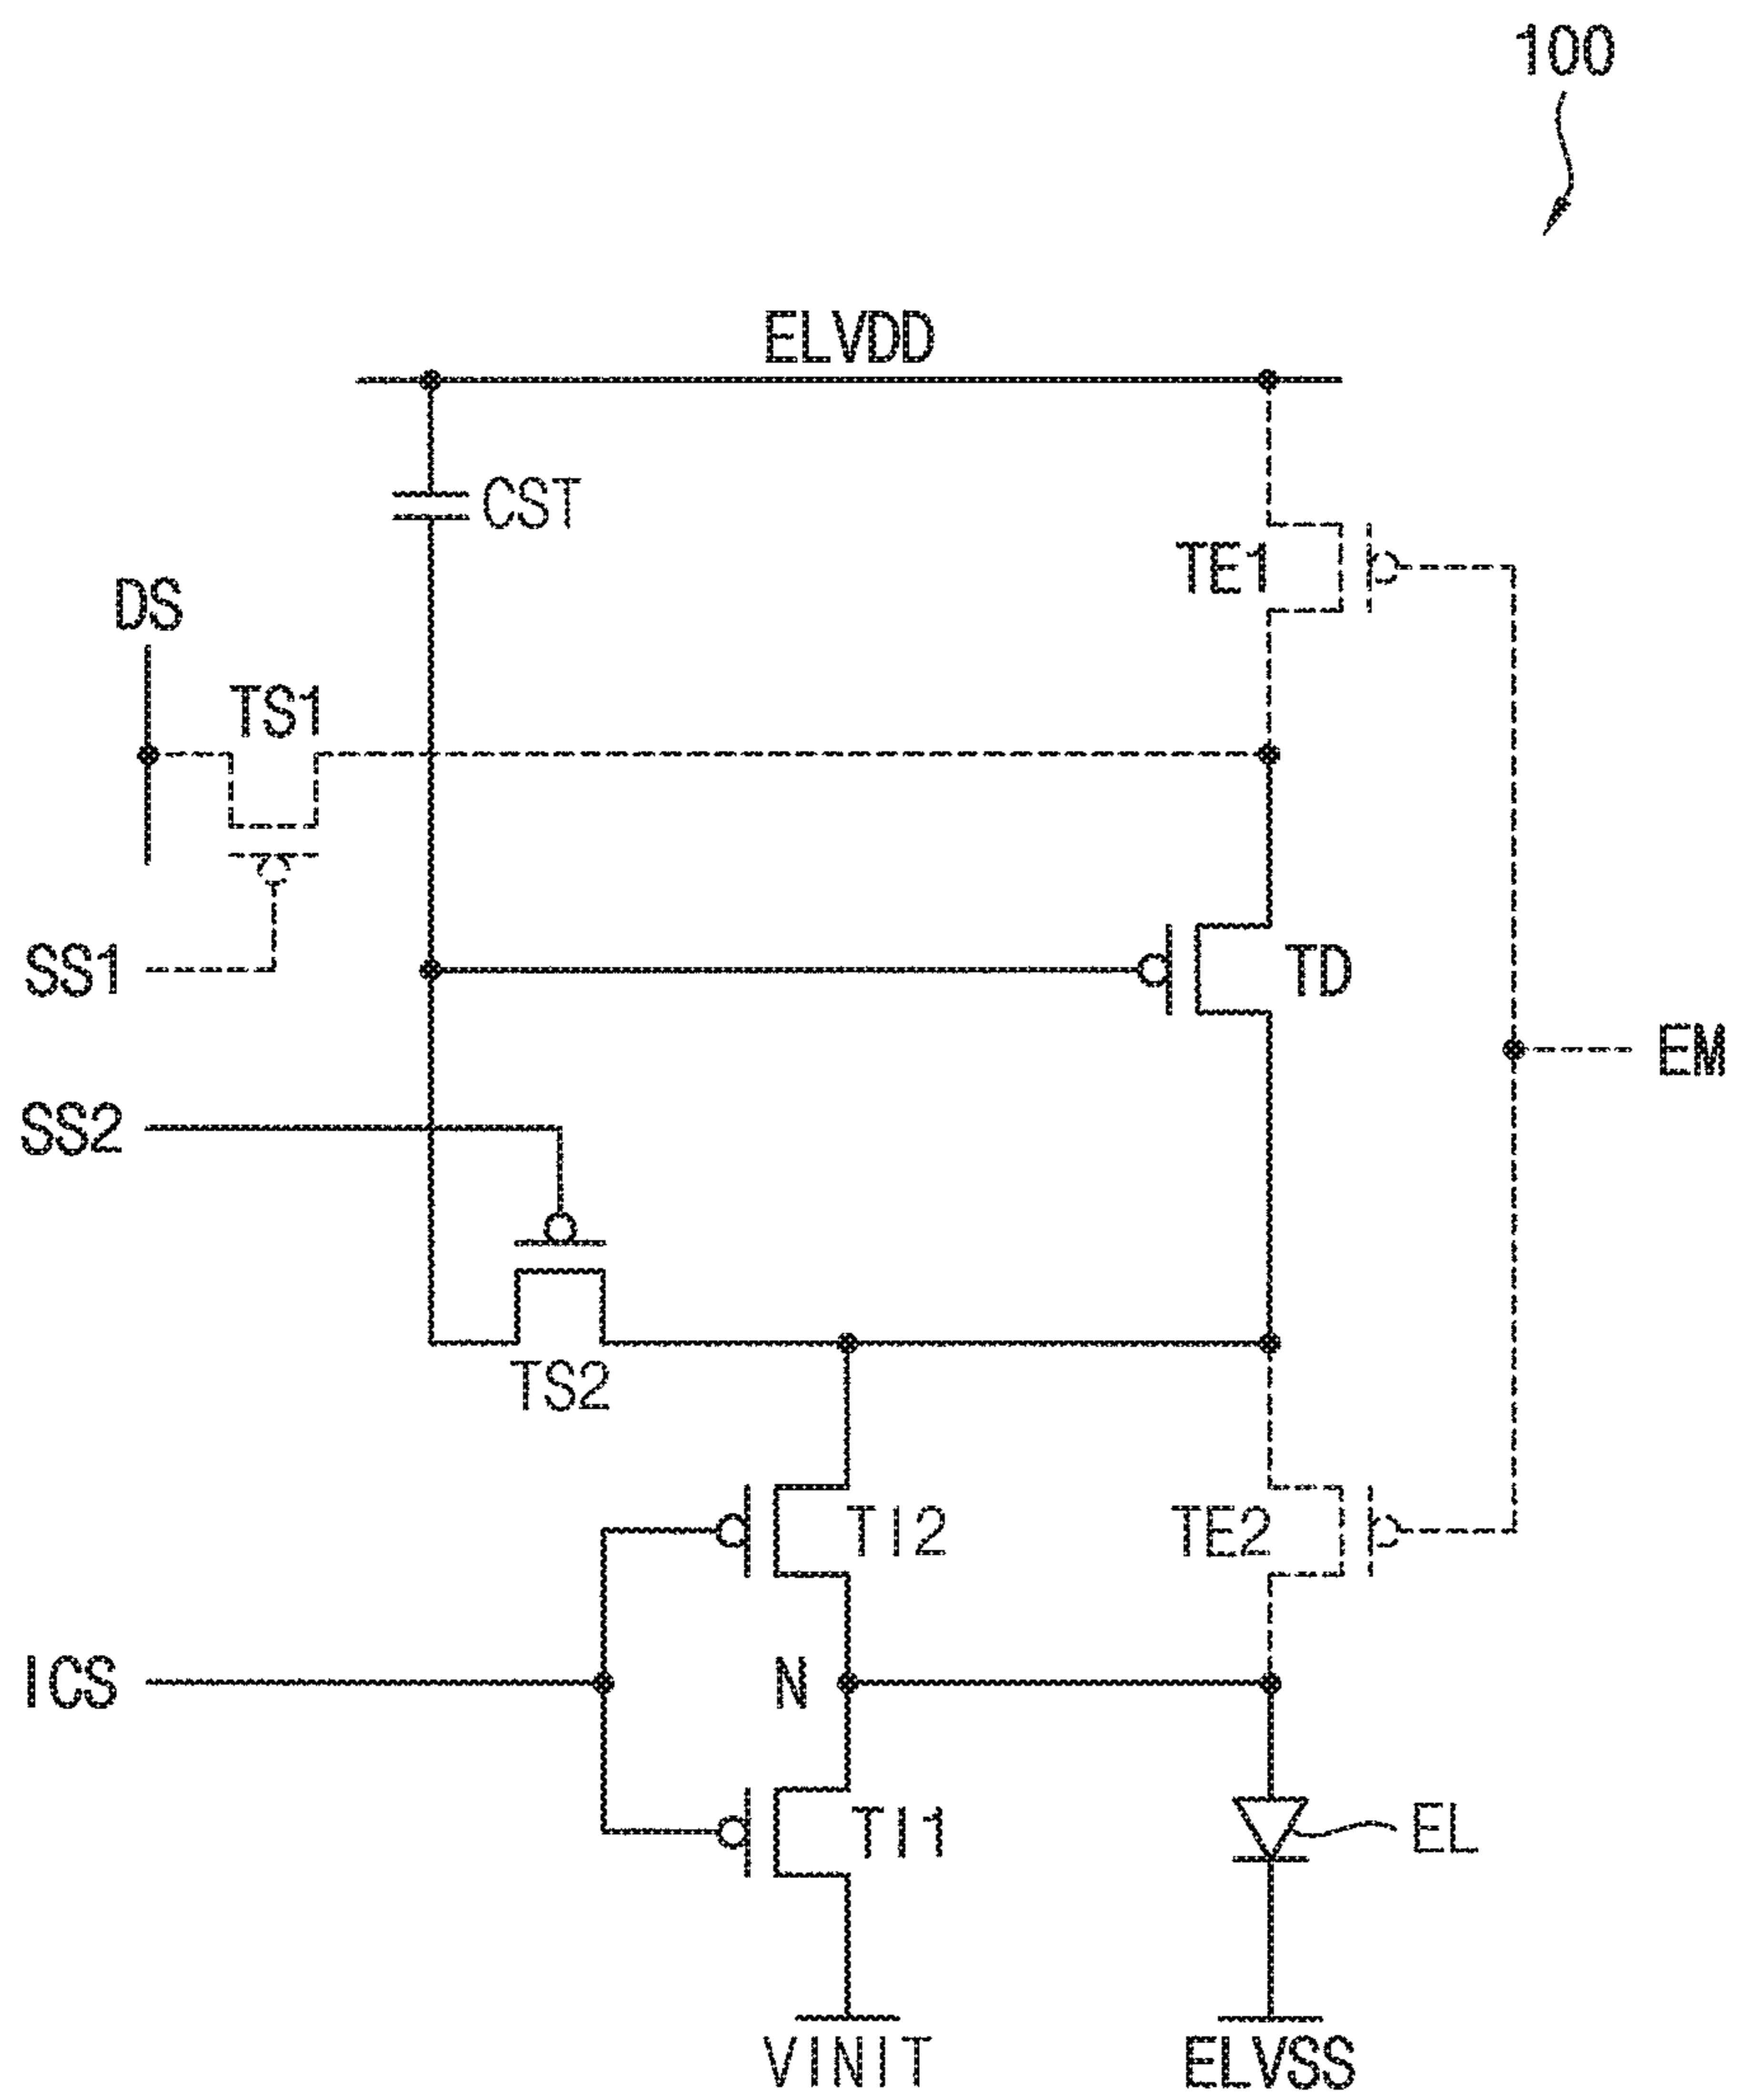 100
ELVDD
CST
TE1
DS
TS1
SS1
TD
EM
SS2
TS2
TI2
TE2
ICS
N
TI1
EL
VINIT
ELVSS